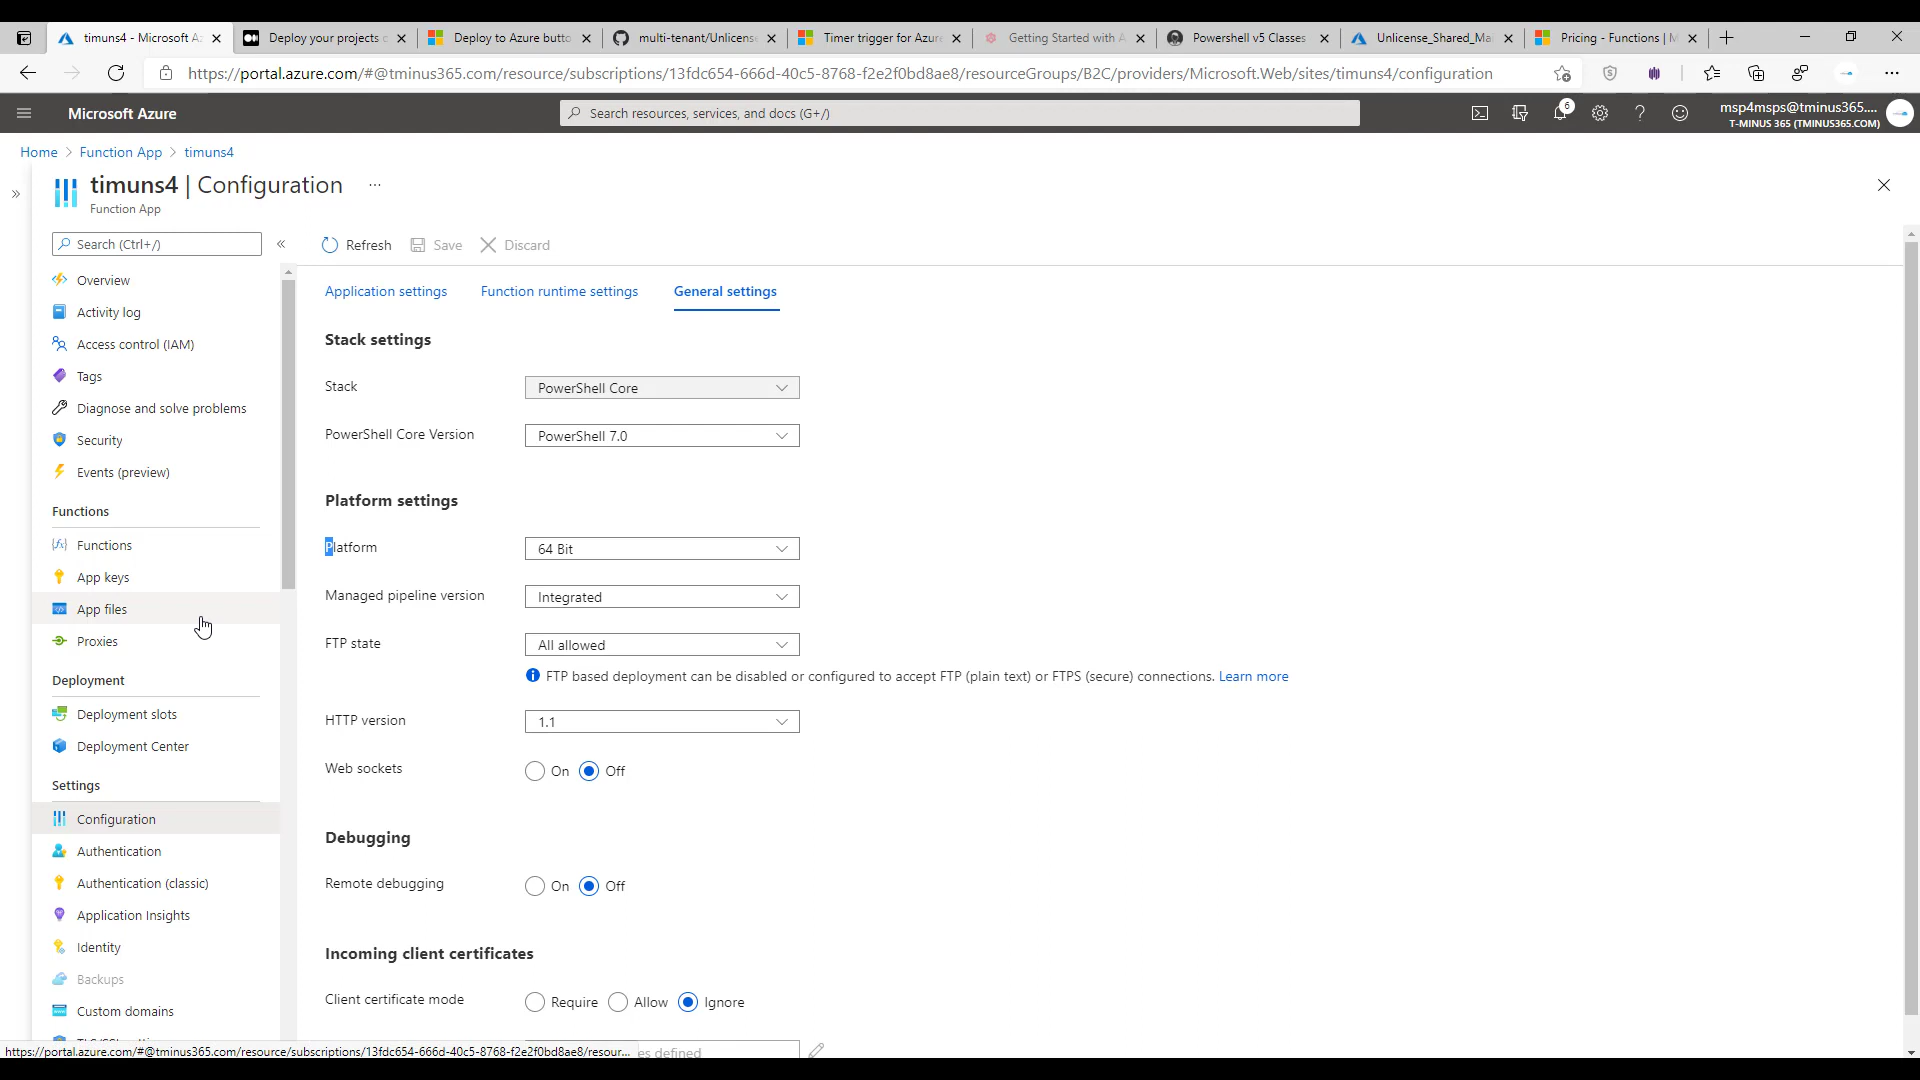 timuns4 - Microsoft Az
Deploy your projects c
Deploy to Azure butto
multi-tenant/Unlicense
Timer trigger for Azure
Getting Started with A
Powershell v5 Classes
Unlicense_Shared_Ma
Pricing - Functions | M
https://portal.azure.com/#@tminus365.com/resource/subscriptions/13fdc654-666d-40c5-8768-f2e2f0bd8ae8/resourceGroups/B2C/providers/Microsoft.Web/sites/timuns4/configuration
Microsoft Azure
Search resources, services, and docs (G+/)
6
msp4msps@tminus365....
T-MINUS 365 (TMINUS365.COM)
Home > Function App > timuns4
timuns4 | Configuration ...
Function App
Search (Ctrl+/)
Refresh Save Discard
Overview
Activity log
Access control (IAM)
Tags
Diagnose and solve problems
Security
Events (preview)
Functions
Functions
App keys
App files
Proxies
Deployment
Deployment slots
Deployment Center
Settings
Configuration
Authentication
Authentication (classic)
Application Insights
Identity
Backups
Custom domains
Application settings Function runtime settings General settings
Stack settings
Stack PowerShell Core
PowerShell Core Version PowerShell 7.0
Platform settings
Platform 64 Bit
Managed pipeline version Integrated
FTP state All allowed
FTP based deployment can be disabled or configured to accept FTP (plain text) or FTPS (secure) connections. Learn more
HTTP version 1.1
Web sockets On Off
Debugging
Remote debugging On Off
Incoming client certificates
Client certificate mode Require Allow Ignore
https://portal.azure.com/#@tminus365.com/resource/subscriptions/13fdc654-666d-40c5-8768-f2e2f0bd8ae8/resour...
es defined